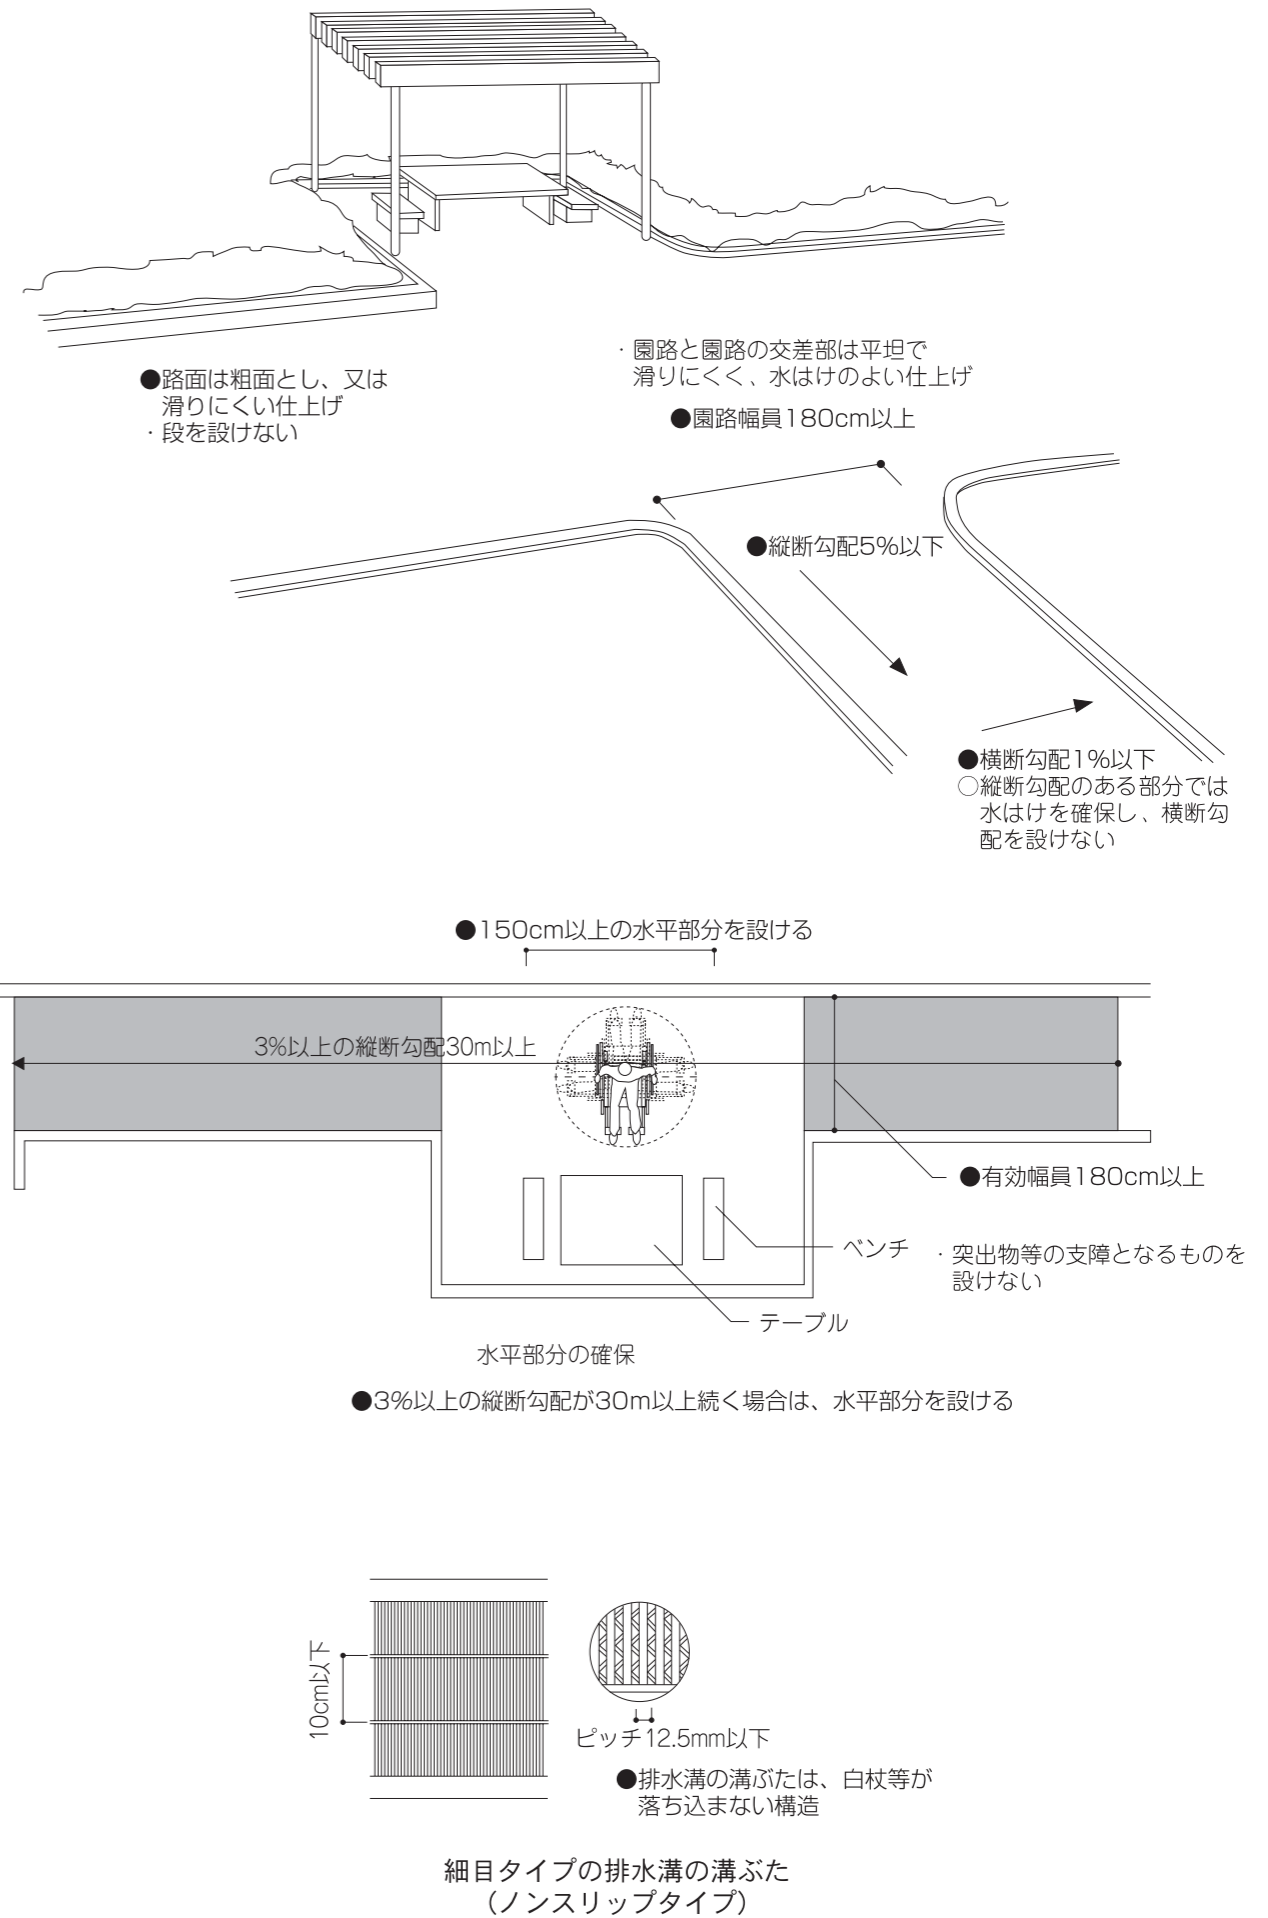 ●路面は粗面とし、又は
滑りにくい仕上げ
・段を設けない
・園路と園路の交差部は平坦で
滑りにくく、水はけのよい仕上げ
●園路幅員180cm以上
●縦断勾配5%以下
●横断勾配1%以下
○縦断勾配のある部分では
水はけを確保し、横断勾
配を設けない
●150cm以上の水平部分を設ける
3%以上の縦断勾配30m以上
●有効幅員180cm以上
ベンチ
・突出物等の支障となるものを
設けない
テーブル
水平部分の確保
●3%以上の縦断勾配が30m以上続く場合は、水平部分を設ける
10cm以下
ピッチ12.5mm以下
●排水溝の溝ぶたは、白杖等が
落ち込まない構造
細目タイプの排水溝の溝ぶた
(ノンスリップタイプ)